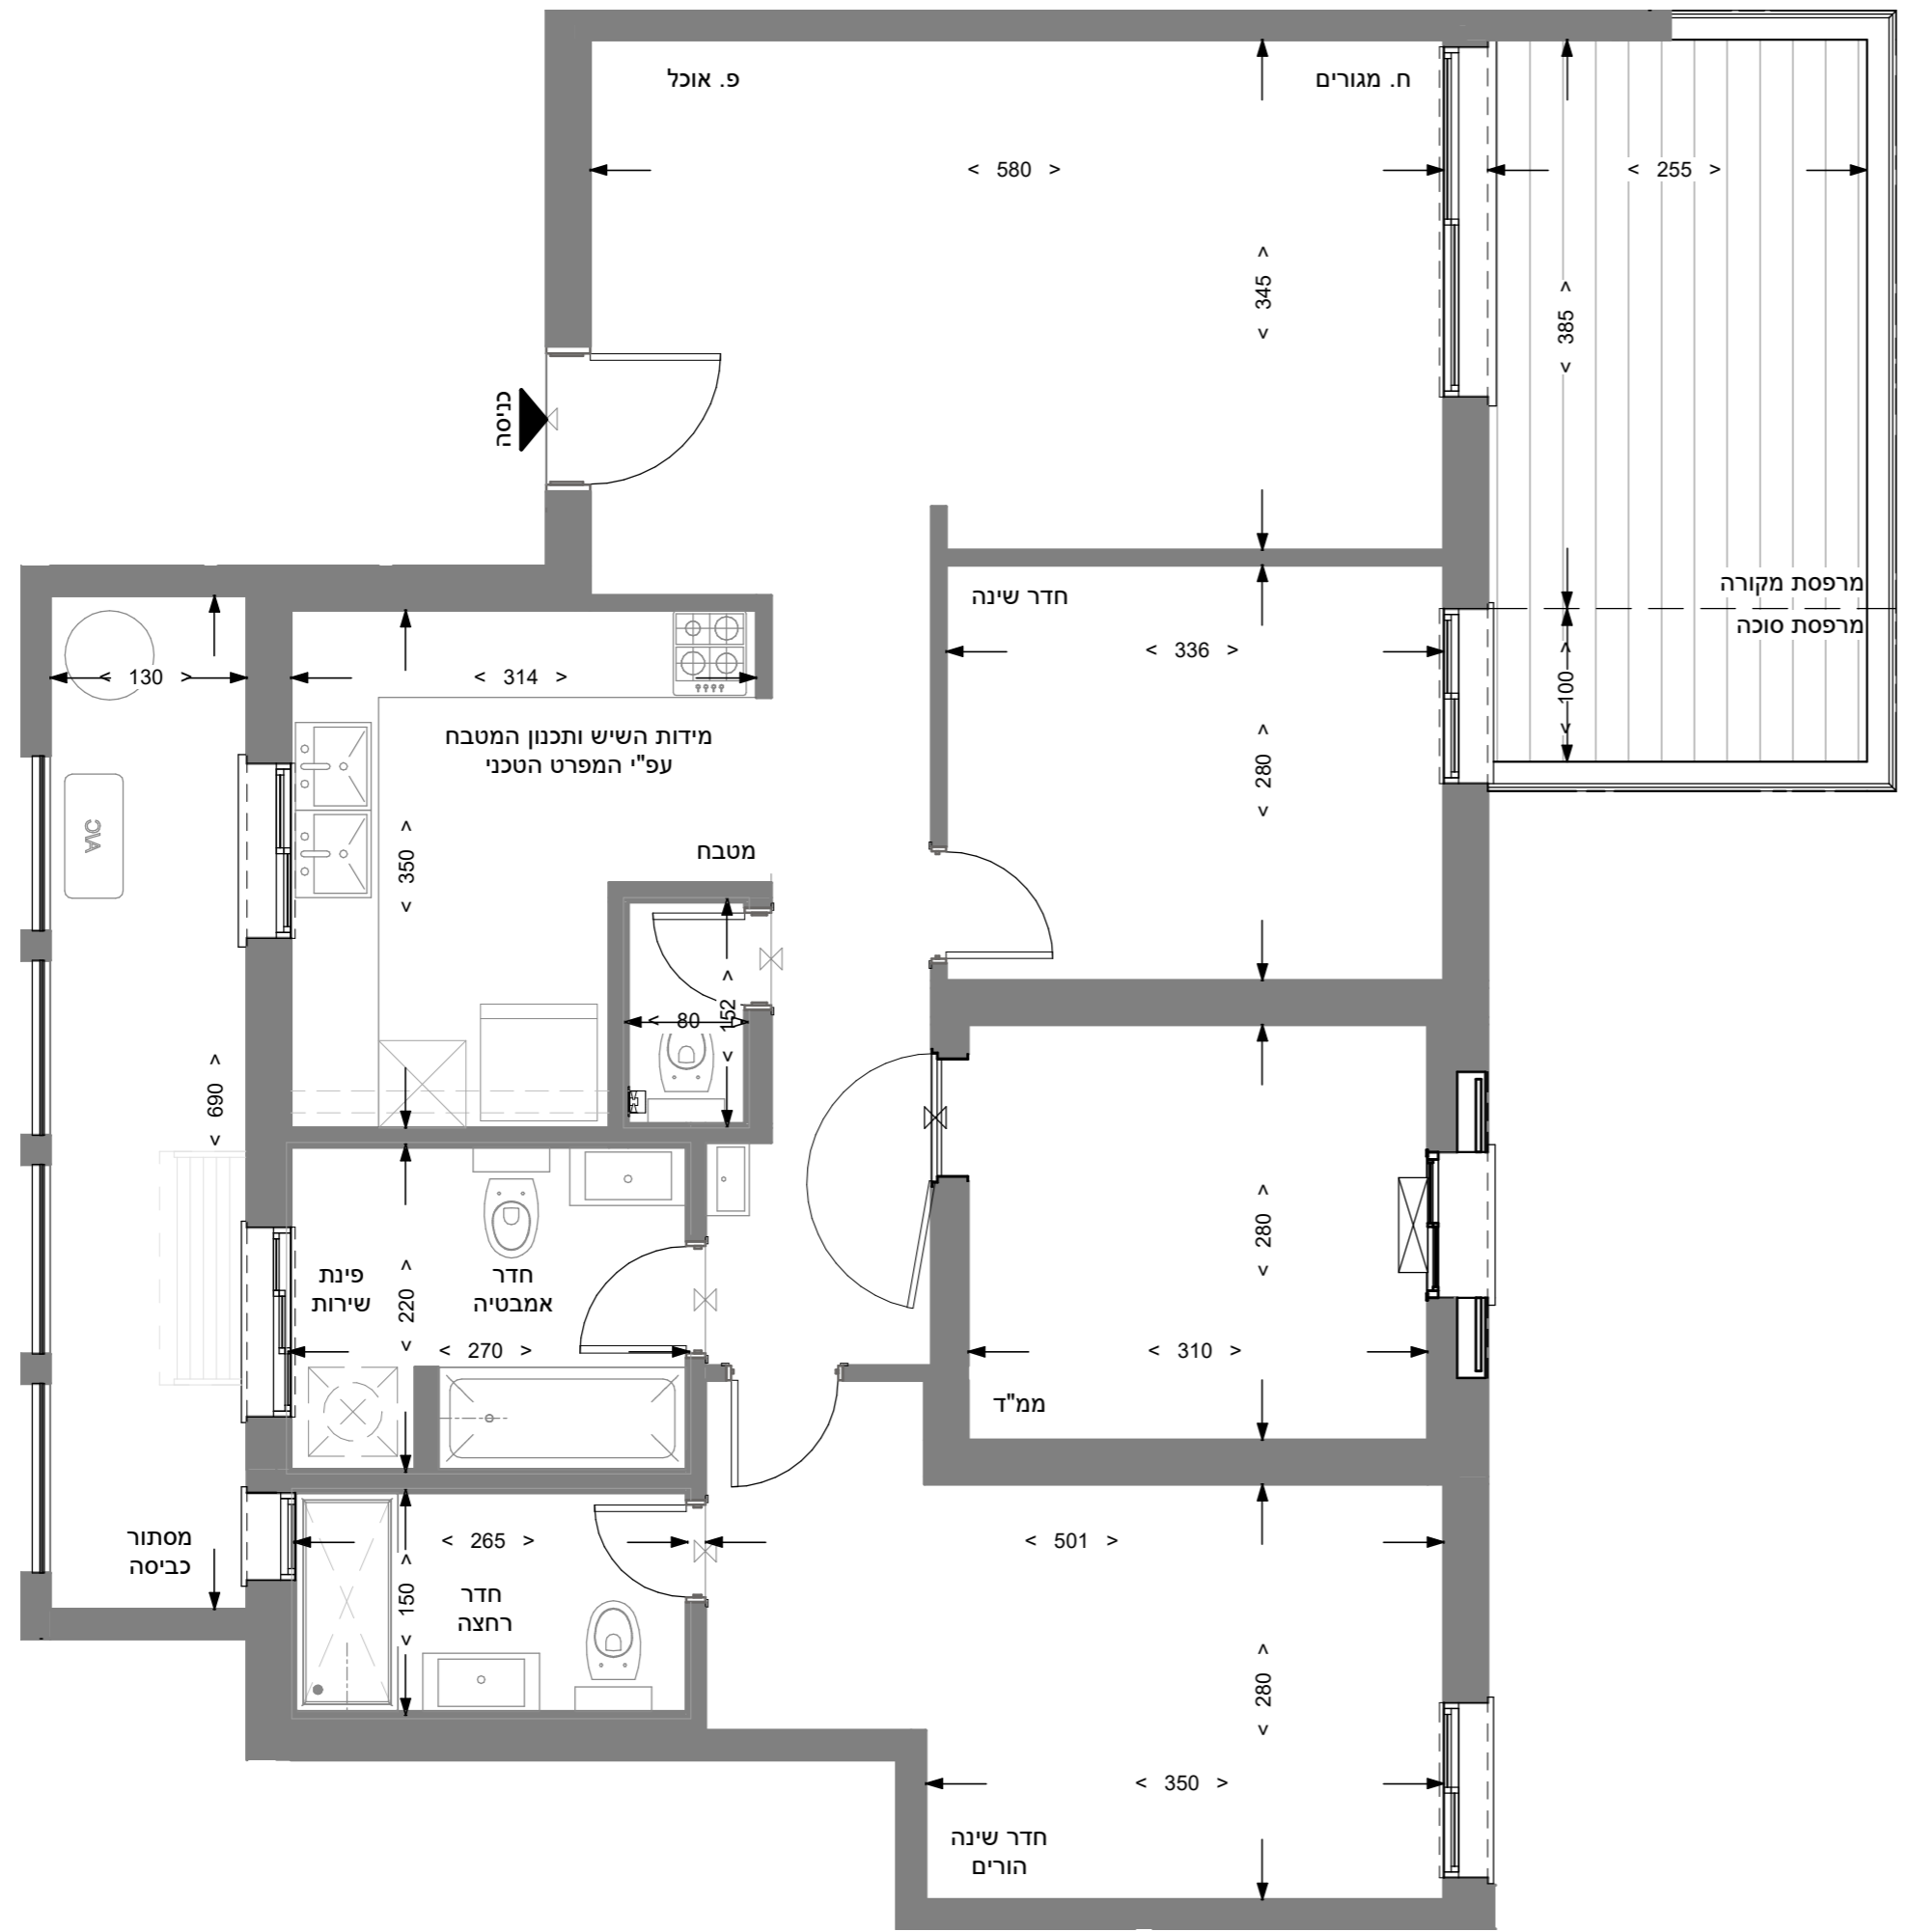 פ. אוכל
ח. מגורים
< 580 >
< 255 >
< 345 >
< 385 >
כניסה
מרפסת מקורה
מרפסת סוכה
< 100 >
חדר שינה
< 336 >
< 280 >
< 130 >
< 314 >
מידות השיש ותכנון המטבח
עפ"י המפרט הטכני
VAC
< 350 >
מטבח
< 152 >
< 80 >
< 690 >
< 280 >
< 310 >
ממ"ד
פינת
שירות
חדר
אמבטיה
< 220 >
< 270 >
מסתור
כביסה
< 265 >
< 150 >
חדר
רחצה
< 501 >
< 280 >
< 350 >
חדר שינה
הורים